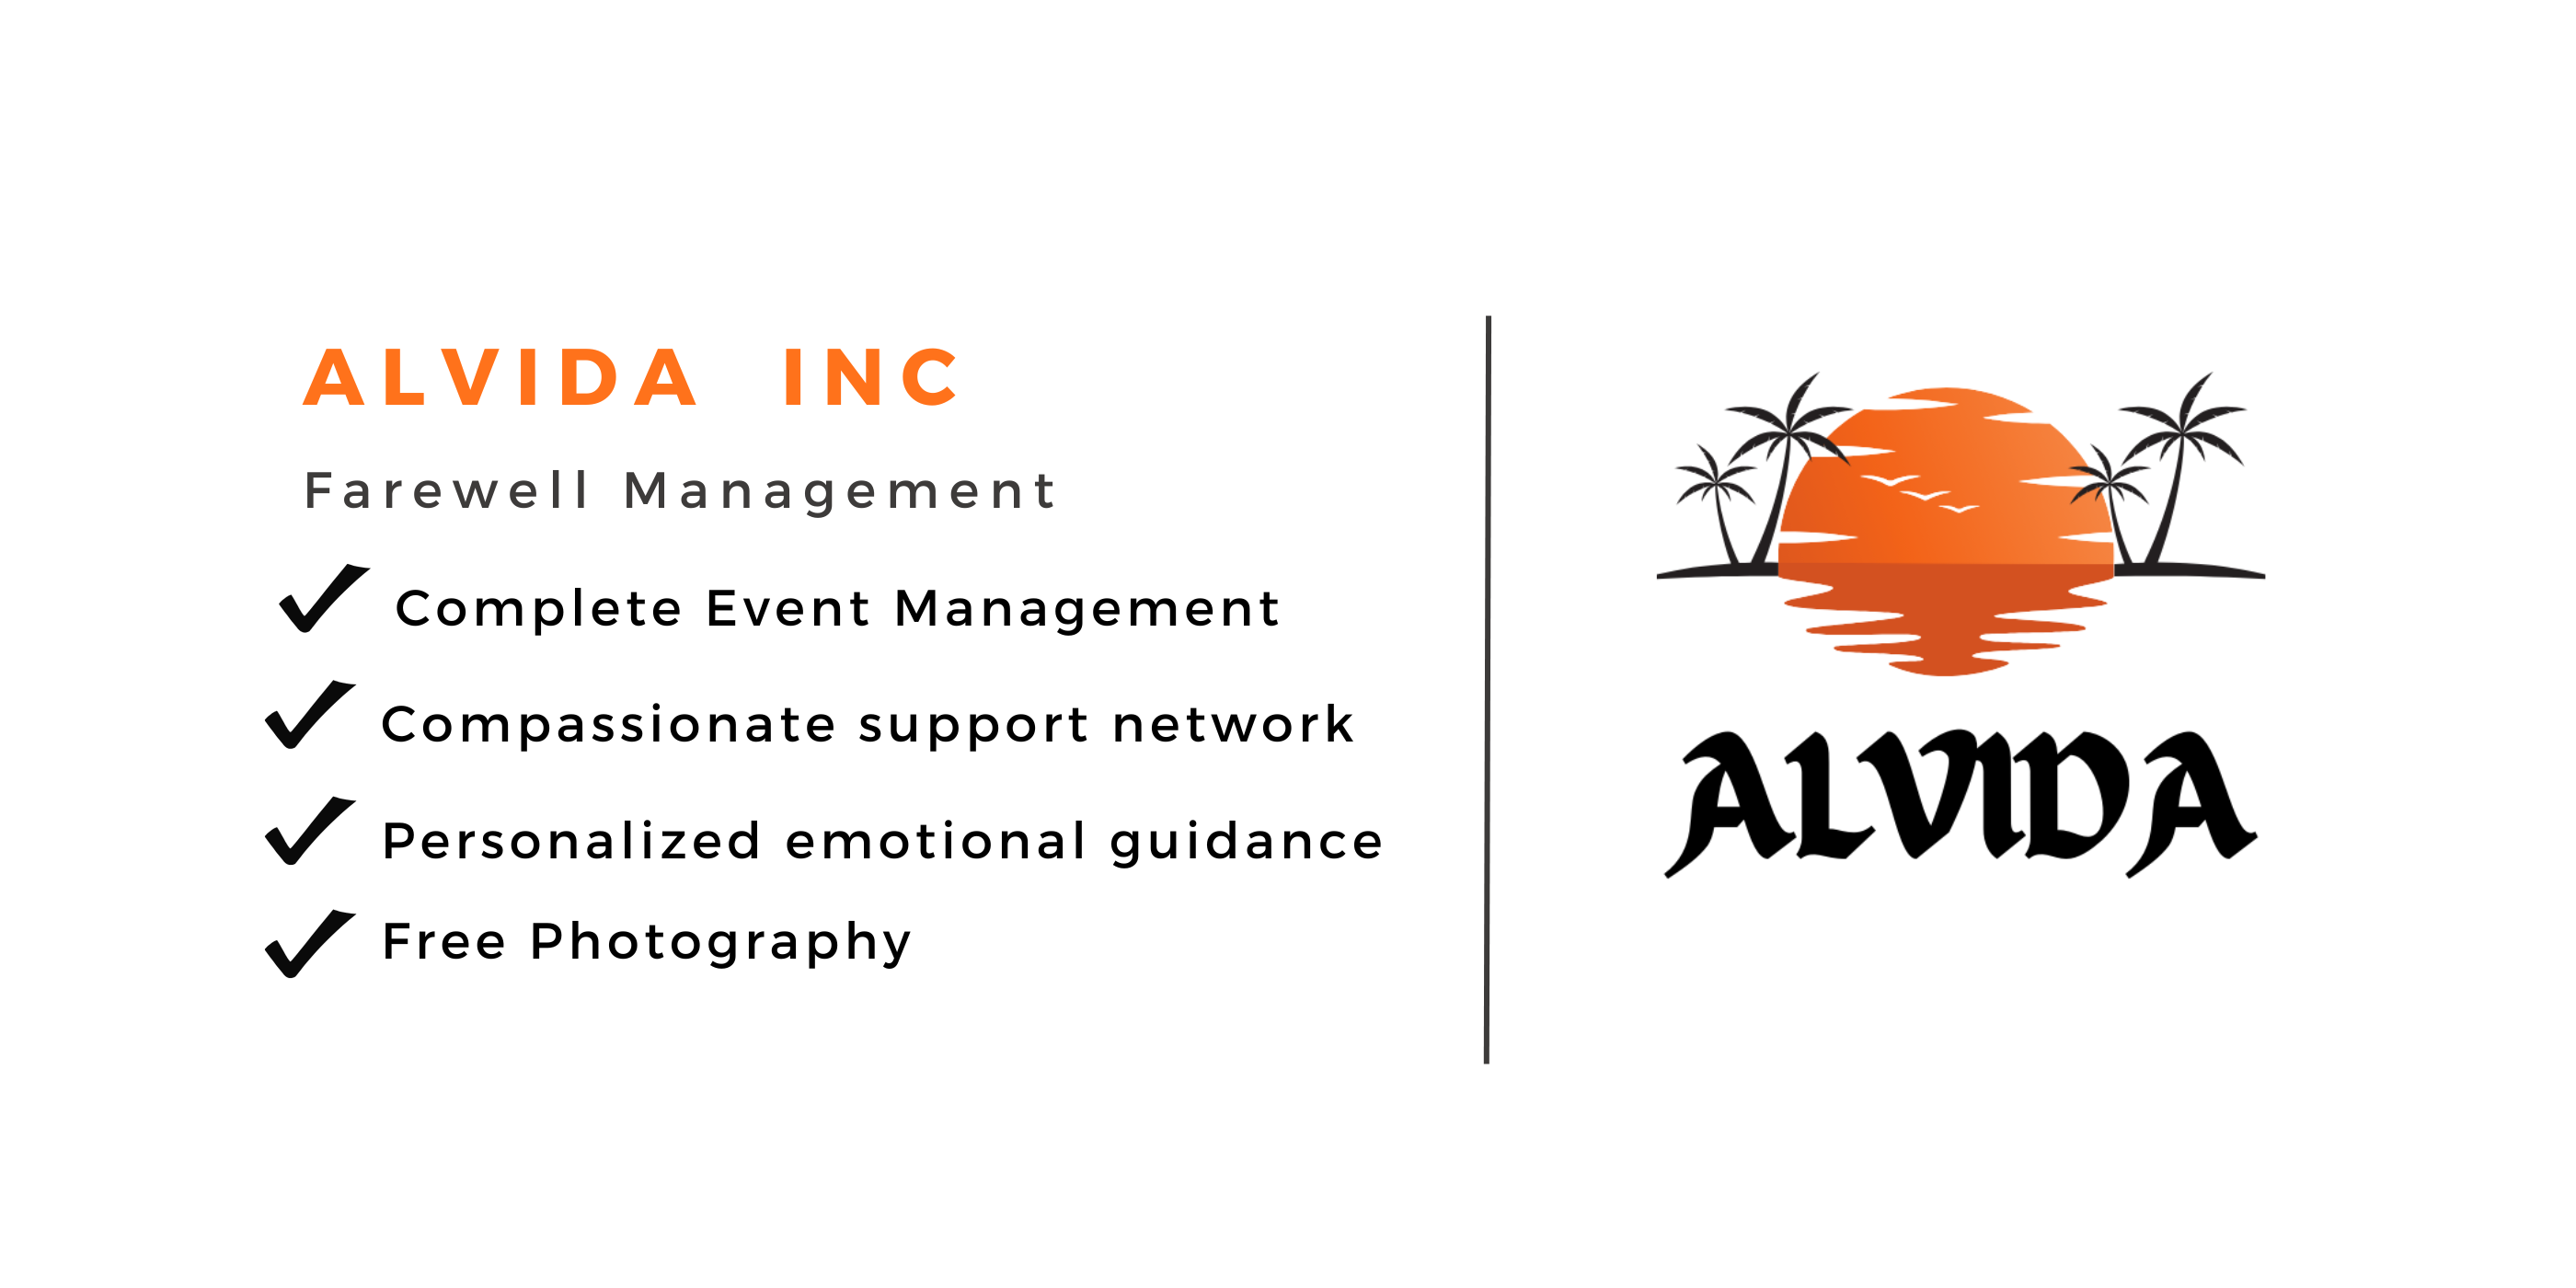 ALVIDA INC
Farewell Management
Complete Event Management
Compassionate support network
Personalized emotional guidance
Free Photography
ALVIDA